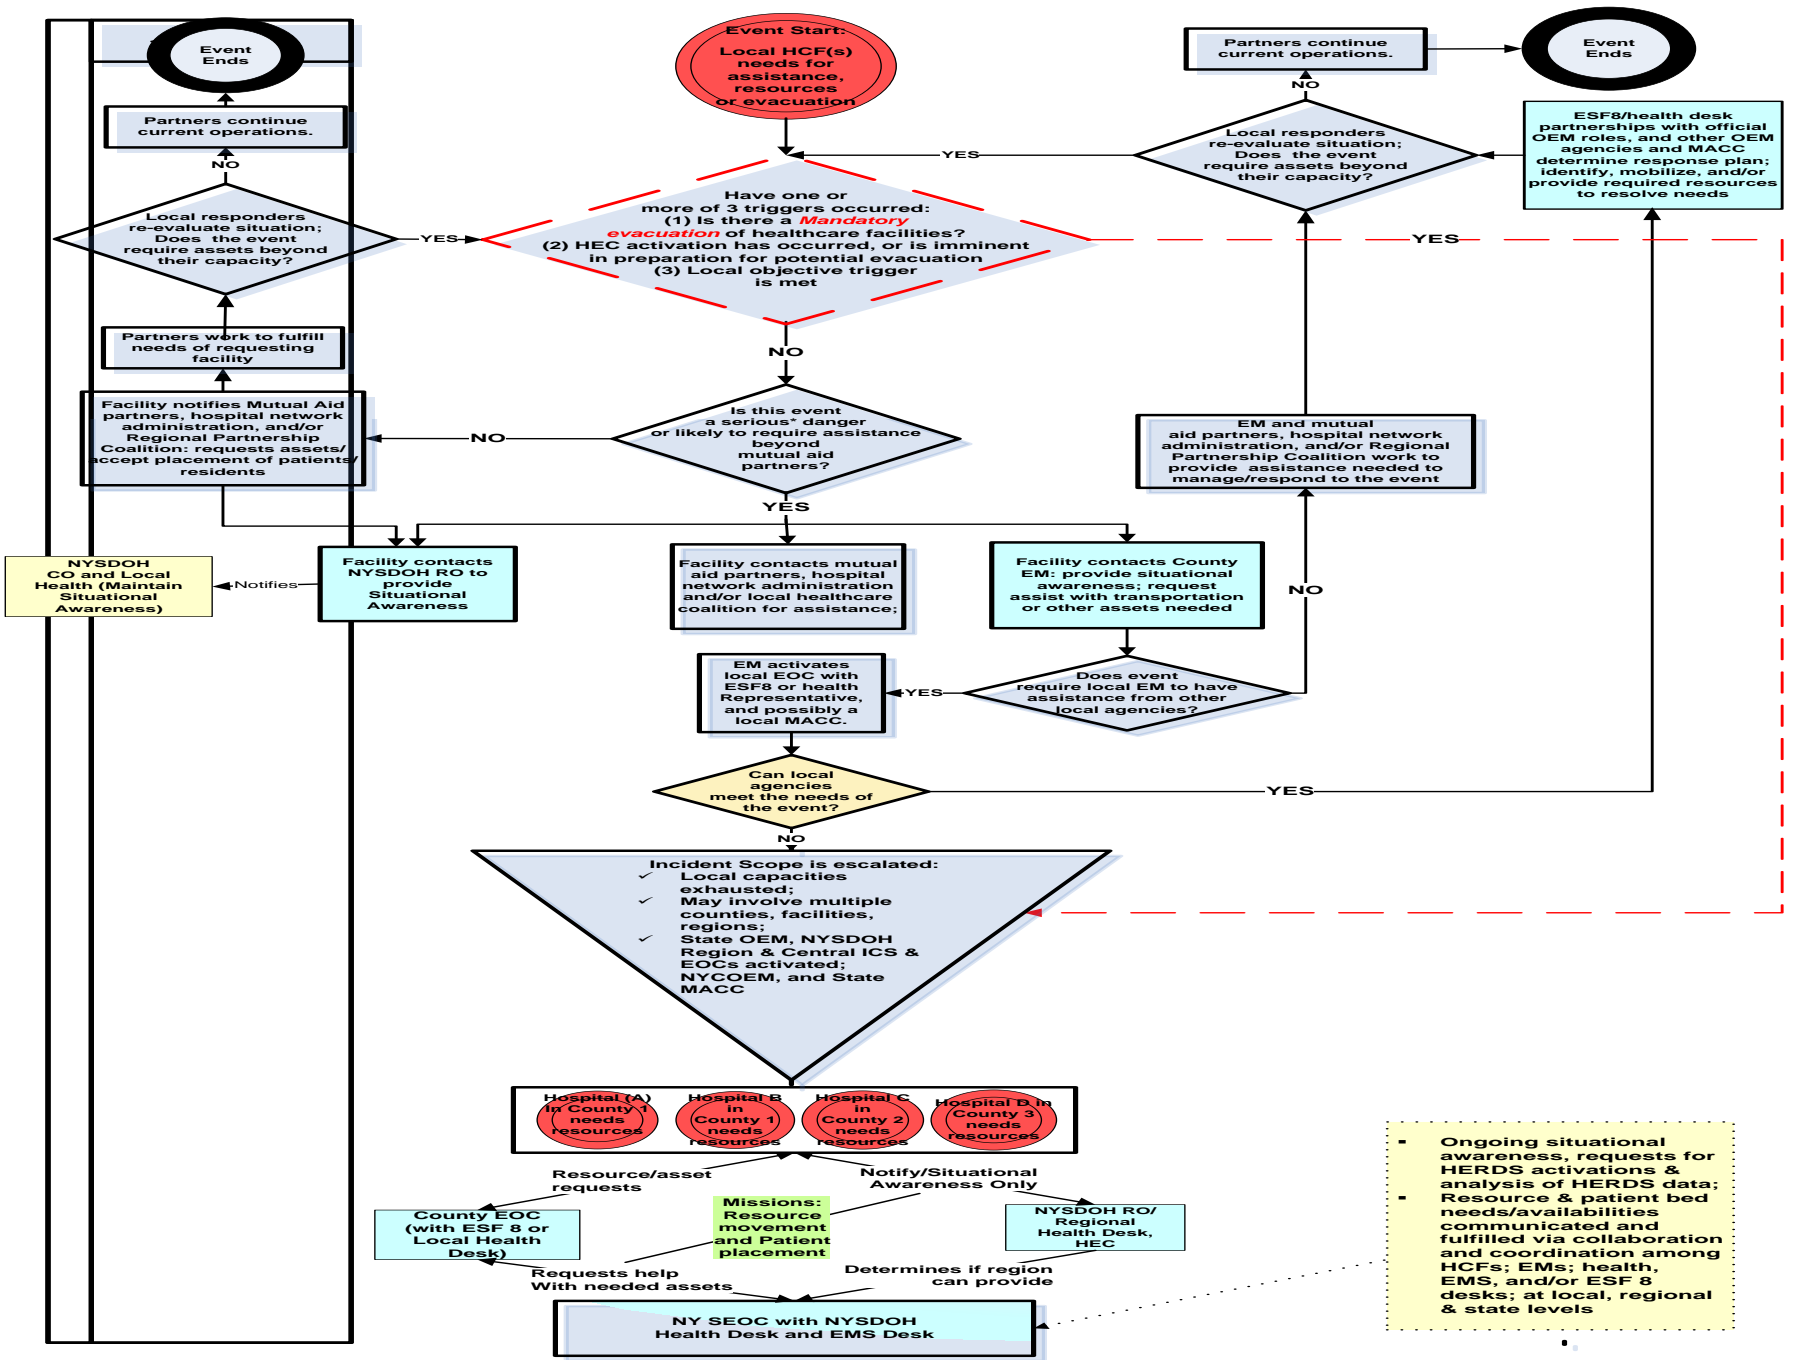 Event
Ends
Event Start:
Local HCF(s)
needs for
assistance,
resources
or evacuation
Partners continue
current operations.
Event
Ends
Partners continue
current operations.
NO
NO
Local responders
re-evaluate situation;
Does  the event
require assets beyond
their capacity?
YES
Local responders
re-evaluate situation;
Does  the event
require assets beyond
their capacity?
YES
ESF8/health desk
partnerships with official
OEM roles, and other OEM
agencies and MACC
determine response plan;
identify, mobilize, and/or
provide required resources
to resolve needs
Have one or
more of 3 triggers occurred:
(1) Is there a Mandatory
evacuation of healthcare facilities?
(2) HEC activation has occurred, or is imminent
in preparation for potential evacuation
(3) Local objective trigger
is met
YES
NO
Partners work to fulfill
needs of requesting
facility
Facility notifies Mutual Aid
partners, hospital network
administration, and/or
Regional Partnership
Coalition: requests assets/
accept placement of patients/
residents
NO
Is this event
a serious* danger
or likely to require assistance
beyond
mutual aid
partners?
YES
EM and mutual
aid partners, hospital network
administration, and/or Regional
Partnership Coalition work to
provide  assistance needed to
manage/respond to the event
NYSDOH
CO and Local
Health (Maintain
Situational
Awareness)
Notifies
Facility contacts
NYSDOH RO to
provide
Situational
Awareness
Facility contacts mutual
aid partners, hospital
network administration
and/or local healthcare
coalition for assistance;
Facility contacts County
EM: provide situational
awareness; request
assist with transportation
or other assets needed
NO
EM activates
local EOC with
ESF8 or health
Representative,
and possibly a
local MACC.
YES
Does event
require local EM to have
assistance from other
local agencies?
Can local
agencies
meet the needs of
the event?
YES
NO
Incident Scope is escalated:
✓ Local capacities
exhausted;
✓ May involve multiple
counties, facilities,
regions;
✓ State OEM, NYSDOH
Region & Central ICS &
EOCs activated;
NYCOEM, and State
MACC
Hospital (A)
In County 1
needs
resources
Hospital B
in
County 1
needs
resources
Hospital C
in
County 2
needs
resources
Hospital D in
County 3
needs
resources
Resource/asset
requests
Notify/Situational
Awareness Only
Missions:
Resource
movement
and Patient
placement
County EOC
(with ESF 8 or
Local Health
Desk)
NYSDOH RO/
Regional
Health Desk,
HEC
Requests help
With needed assets
Determines if region
can provide
NY SEOC with NYSDOH
Health Desk and EMS Desk
▪ Ongoing situational
awareness, requests for
HERDS activations &
analysis of HERDS data;
▪ Resource & patient bed
needs/availabilities
communicated and
fulfilled via collaboration
and coordination among
HCFs; EMs; health,
EMS, and/or ESF 8
desks; at local, regional
& state levels